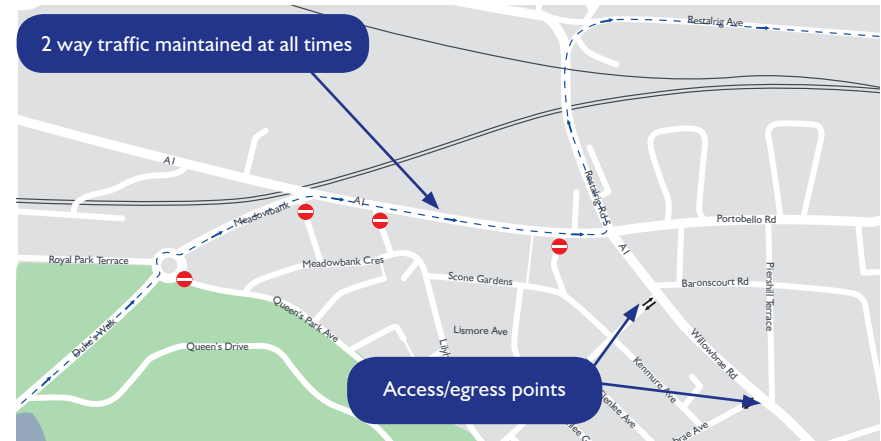 Restalrig Ave
2 way traffic maintained at all times
A1
A1
Meadowbank
Restalrig Rd S
Portobello Rd
A1
Royal Park Terrace
Meadowbank Cres
Scone Gardens
Baronscourt Rd
Piershill Terrace
Queen's Park Ave
Lismore Ave
Duke's Walk
Queen's Drive
Willowbrae Rd
Kenmure Ave
Access/egress points